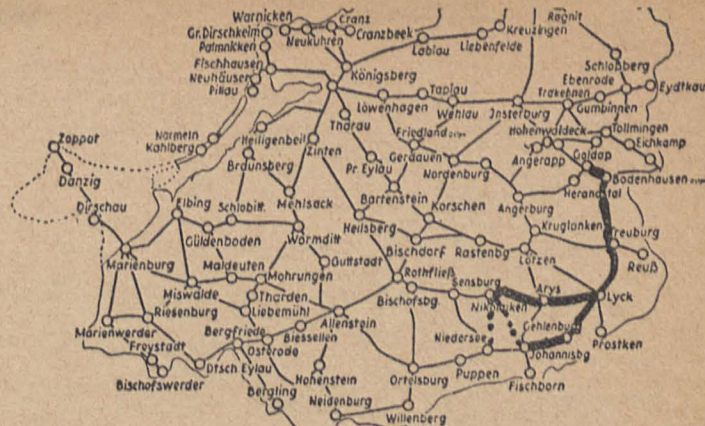 Warnicken
Cranz
Gr.Dirschkeim
Cranzbeek
Palmnicken
Neukuhren
Kreuzingen
Ragnit
Labiau
Liebenfelde
Fischhausen
Königsberg
Schloßberg
Neuhäuser
Ebenrode
Pillau
Tapiau
Trakehnen
Eydtkau
Löwenhagen
Wehlau
Insterburg
Gumbinnen
Tharau
Normeln
Heiligenbeil
Friedland
Hohenwaldeck
Tollmingen
Zoppot
Kahlberg
Zinten
Gerdauen
Angerapp
Eichkamp
Braunsberg
Pr. Eylau
Nordenburg
Goldap
Danzig
Bodenhausen
Mehlsack
Bartenstein
Herandstal
Dirschau
Elbing
Schlobitt.
Korschen
Angerburg
Heilsberg
Kruglanken
Treuburg
Güldenboden
Wormditt
Bischdorf
Rastenbg
Lötzen
Marienburg
Guttstadt
Reuß
Maldeuten
Mohrungen
Rothfließ
Sensburg
Arys
Miswalde
Tharden
Bischofsbg.
Nikolaiken
Lyck
Riesenburg
Liebemühl
Marienwerder
Bergfriede
Allenstein
Gehlenburg
Biessellen
Niedersee
Freystadt
Osterode
Johannisbg
Prostken
Dtsch.Eylau
Hohenstein
Puppen
Bischofswerder
Ortelsburg
Fischborn
Bergling
Neidenburg
Willenberg